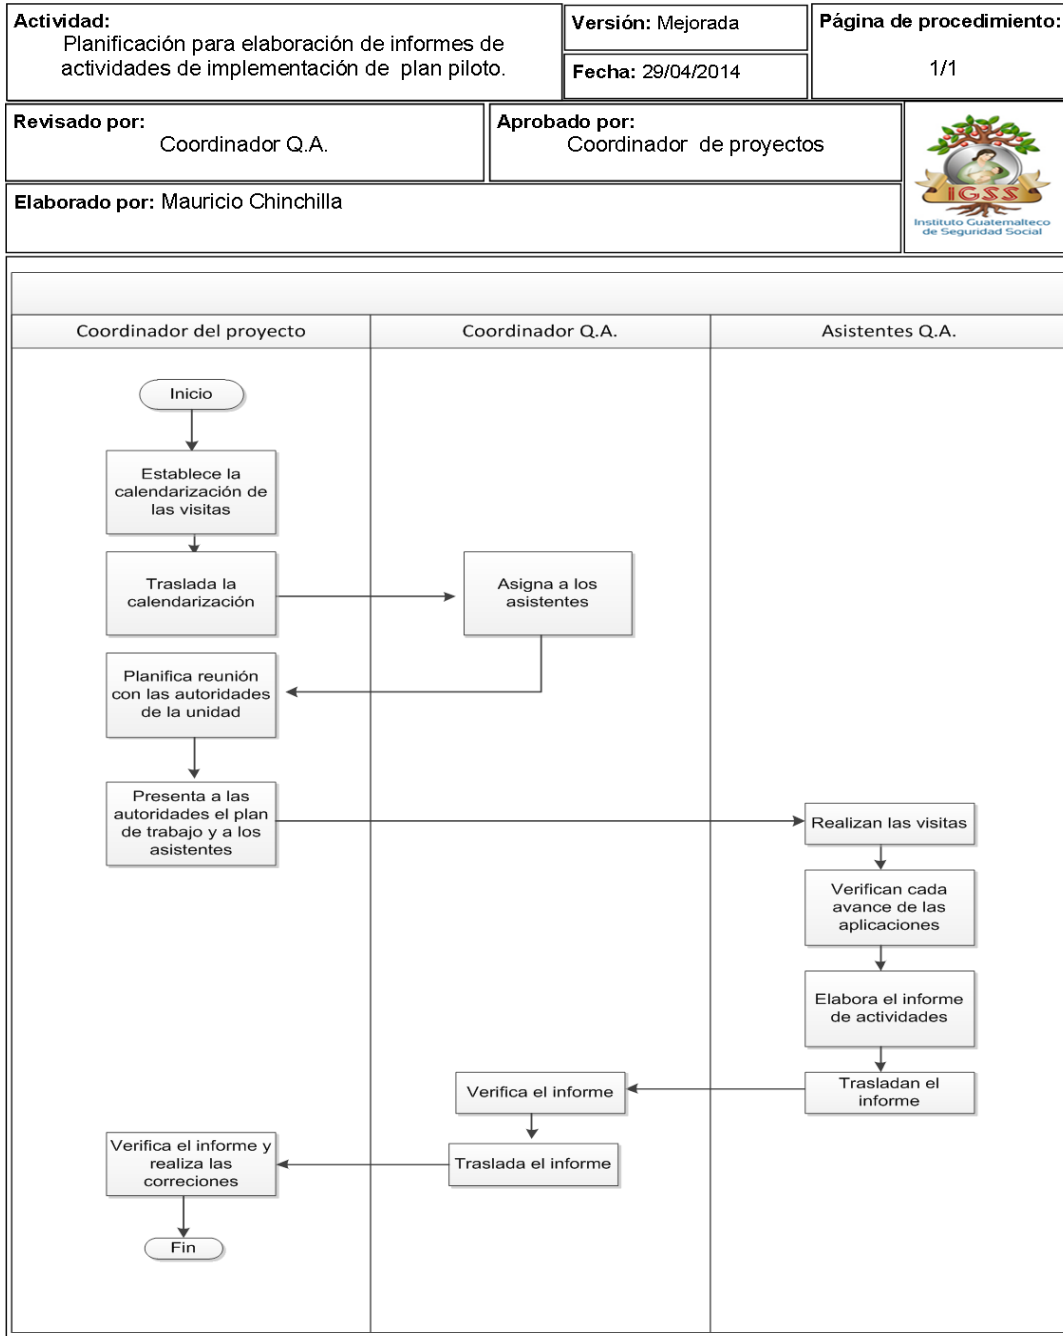 Actividad:
Planificación para elaboración de informes de
actividades de implementación de plan piloto.
Versión: Mejorada
Fecha: 29/04/2014
Página de procedimiento:
1/1
Revisado por:
Coordinador Q.A.
Aprobado por:
Coordinador de proyectos
Elaborado por: Mauricio Chinchilla
IGSS
Instituto Guatemalteco
de Seguridad Social
Coordinador del proyecto
Coordinador Q.A.
Asistentes Q.A.
Inicio
Establece la
calendarización de
las visitas
Traslada la
calendarización
Asigna a los
asistentes
Planifica reunión
con las autoridades
de la unidad
Presenta a las
autoridades el plan
de trabajo y a los
asistentes
Realizan las visitas
Verifican cada
avance de las
aplicaciones
Elabora el informe
de actividades
Trasladan el
informe
Verifica el informe
Traslada el informe
Verifica el informe y
realiza las
correciones
Fin